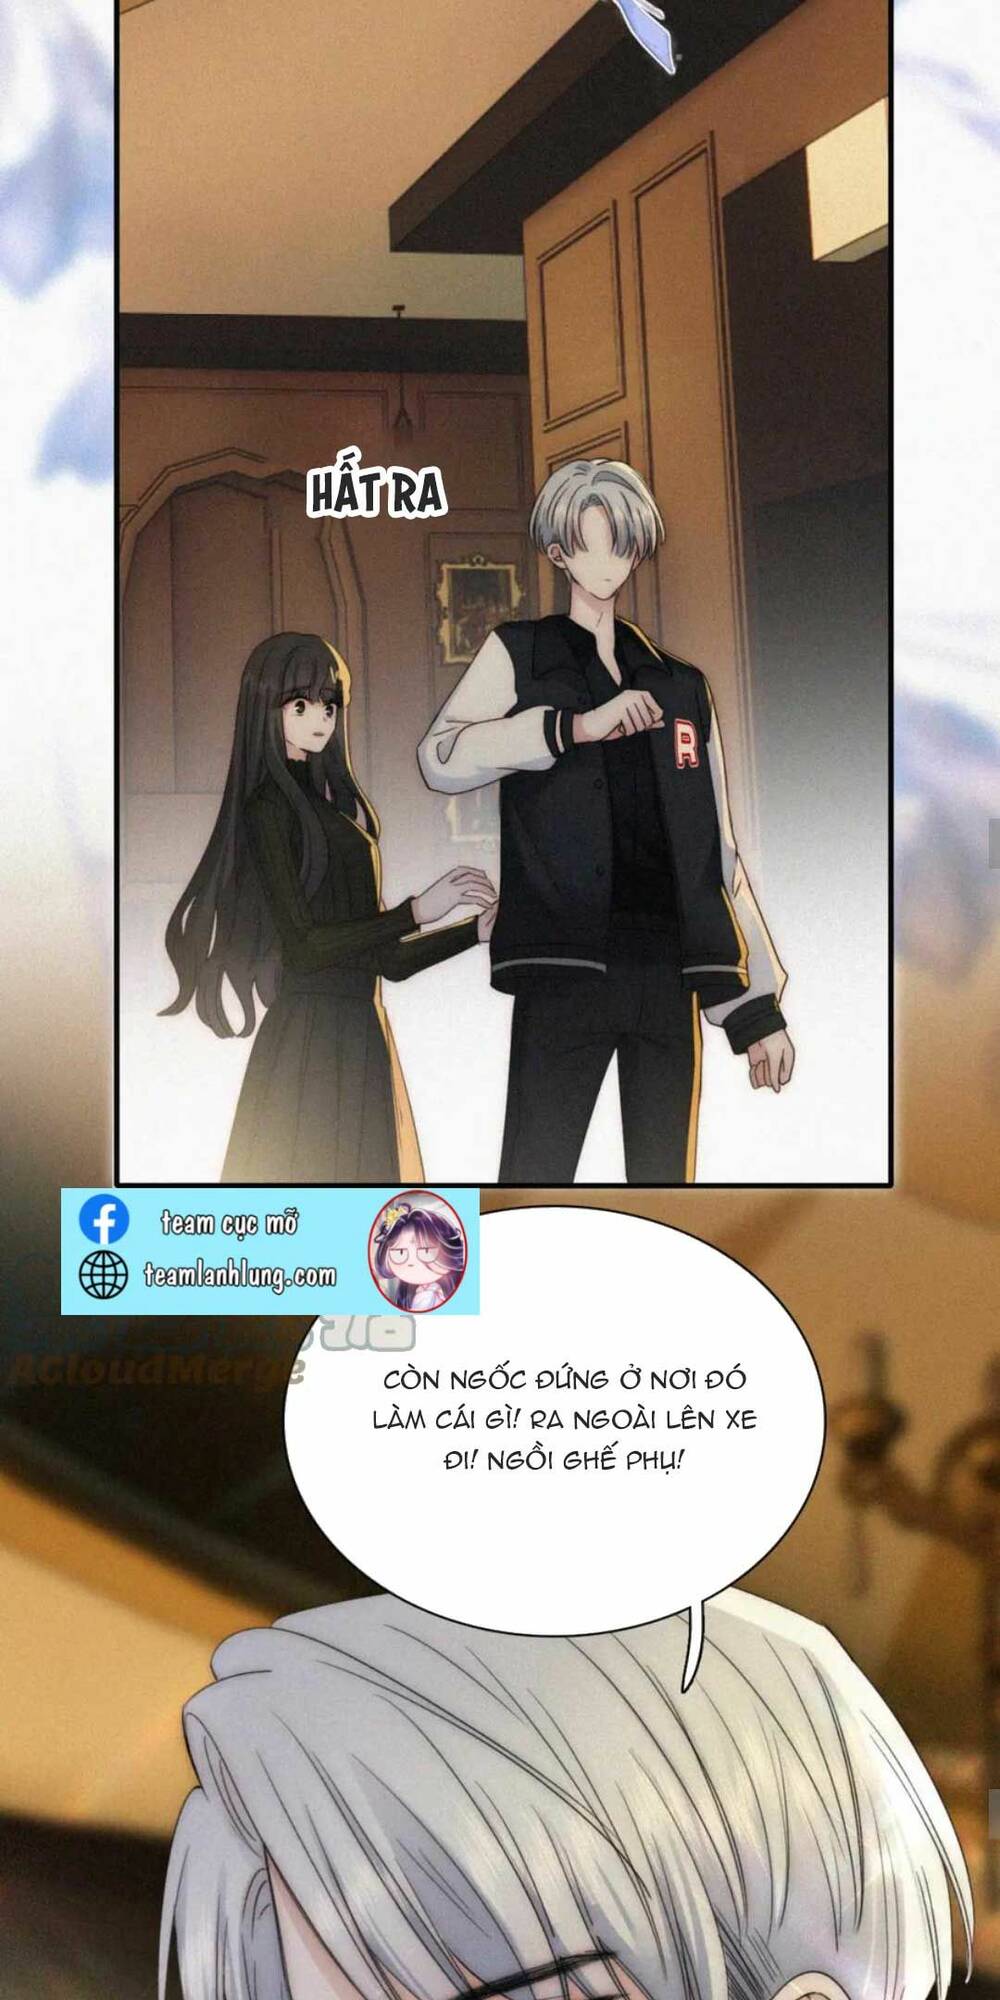 HẤT RA
R
team cục mỡ
teamlanhlung.com
ACloudMerge
CÒN NGỐC ĐỨNG Ở NƠI ĐÓ
LÀM CÁI GÌ! RA NGOÀI LÊN XE
ĐI! NGỒI GHẾ PHỤ!